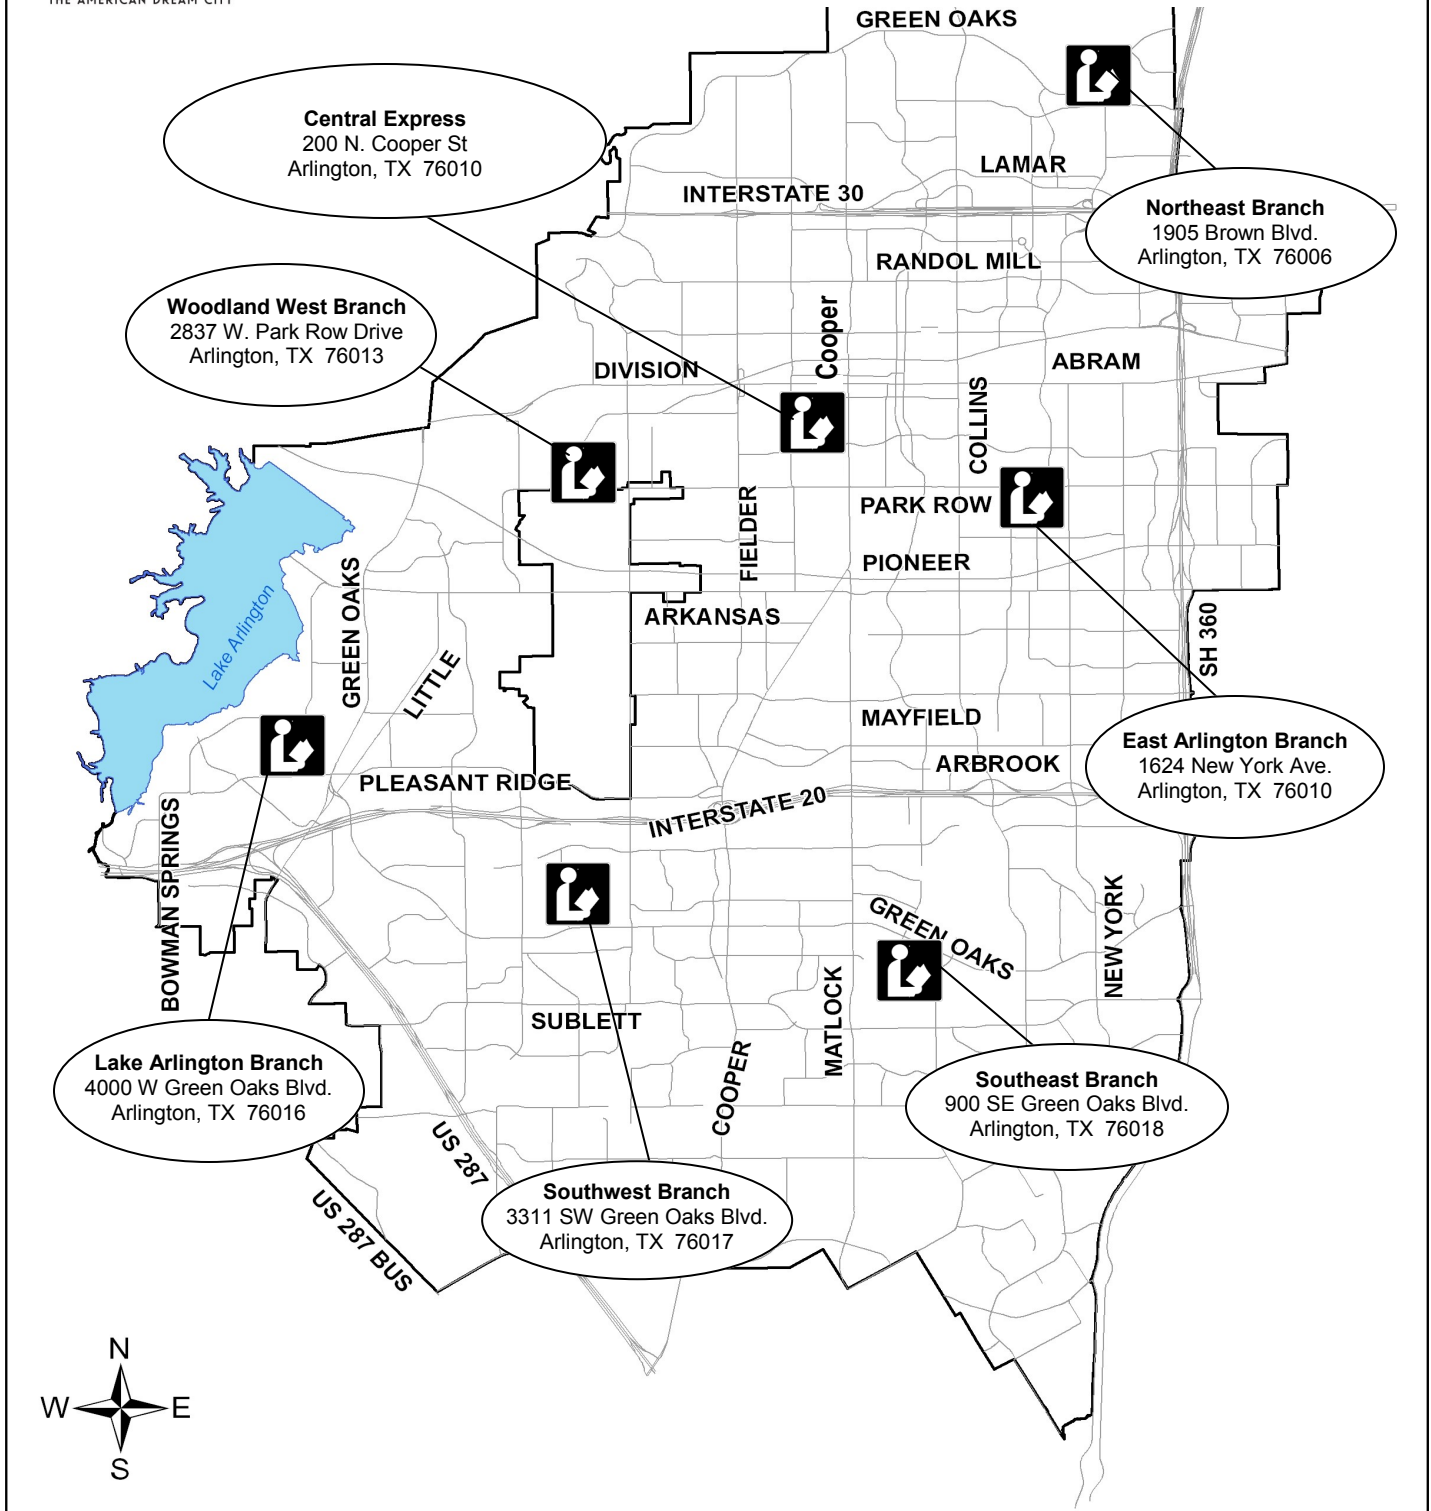 THE AMERICAN DREAM CITY
GREEN OAKS
Central Express
200 N. Cooper St
Arlington, TX 76010
LAMAR
INTERSTATE 30
Northeast Branch
1905 Brown Blvd.
Arlington, TX 76006
RANDOL MILL
Woodland West Branch
2837 W. Park Row Drive
Arlington, TX 76013
Cooper
DIVISION
ABRAM
COLLINS
PARK ROW
FIELDER
PIONEER
Lake Arlington
GREEN OAKS
ARKANSAS
SH 360
LITTLE
MAYFIELD
East Arlington Branch
1624 New York Ave.
Arlington, TX 76010
ARBROOK
PLEASANT RIDGE
INTERSTATE 20
BOWMAN SPRINGS
GREEN OAKS
NEW YORK
MATLOCK
SUBLETT
COOPER
Lake Arlington Branch
4000 W Green Oaks Blvd.
Arlington, TX 76016
Southeast Branch
900 SE Green Oaks Blvd.
Arlington, TX 76018
US 287
Southwest Branch
3311 SW Green Oaks Blvd.
Arlington, TX 76017
US 287 BUS
N
W E
S